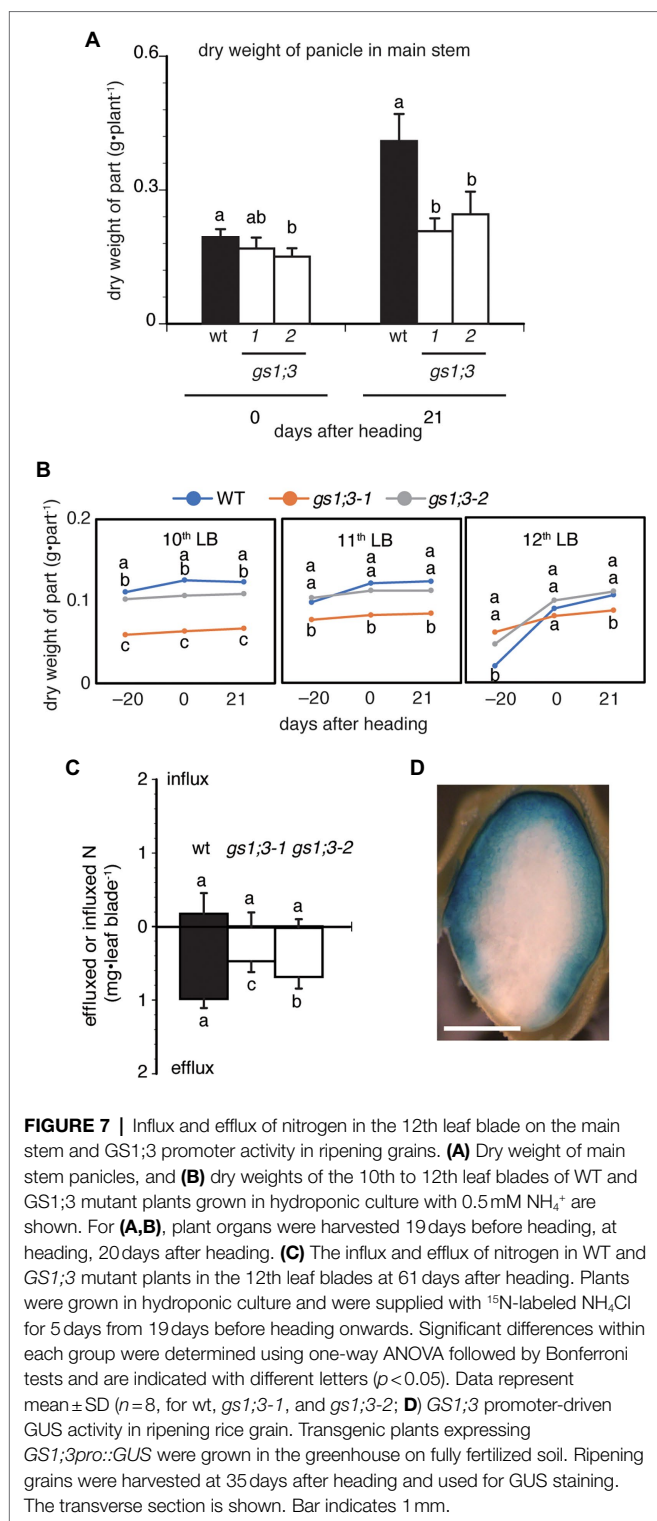 A
dry weight of panicle in main stem
dry weight of part (g•plant⁻¹)
0.6
0.3
0
a
ab
b
a
b
b
wt 1 2 wt 1 2
gs1;3 gs1;3
0 21
days after heading
B
WT gs1;3-1 gs1;3-2
dry weight of part (g•part⁻¹)
0.2
0.1
0
10th LB 11th LB 12th LB
a a a a a a a a
b b b a a a a a a
c c c b b b a b
b
–20 0 21 –20 0 21 –20 0 21
days after heading
C
effluxed or influxed N
(mg•leaf blade⁻¹)
2
1
0
1
2
influx
wt gs1;3-1 gs1;3-2
a a a
a c b
efflux
D
FIGURE 7 | Influx and efflux of nitrogen in the 12th leaf blade on the main
stem and GS1;3 promoter activity in ripening grains. (A) Dry weight of main
stem panicles, and (B) dry weights of the 10th to 12th leaf blades of WT and
GS1;3 mutant plants grown in hydroponic culture with 0.5 mM NH₄⁺ are
shown. For (A,B), plant organs were harvested 19 days before heading, at
heading, 20 days after heading. (C) The influx and efflux of nitrogen in WT and
GS1;3 mutant plants in the 12th leaf blades at 61 days after heading. Plants
were grown in hydroponic culture and were supplied with ¹⁵N-labeled NH₄Cl
for 5 days from 19 days before heading onwards. Significant differences within
each group were determined using one-way ANOVA followed by Bonferroni
tests and are indicated with different letters (p < 0.05). Data represent
mean ± SD (n = 8, for wt, gs1;3-1, and gs1;3-2; D) GS1;3 promoter-driven
GUS activity in ripening rice grain. Transgenic plants expressing
GS1;3pro::GUS were grown in the greenhouse on fully fertilized soil. Ripening
grains were harvested at 35 days after heading and used for GUS staining.
The transverse section is shown. Bar indicates 1 mm.